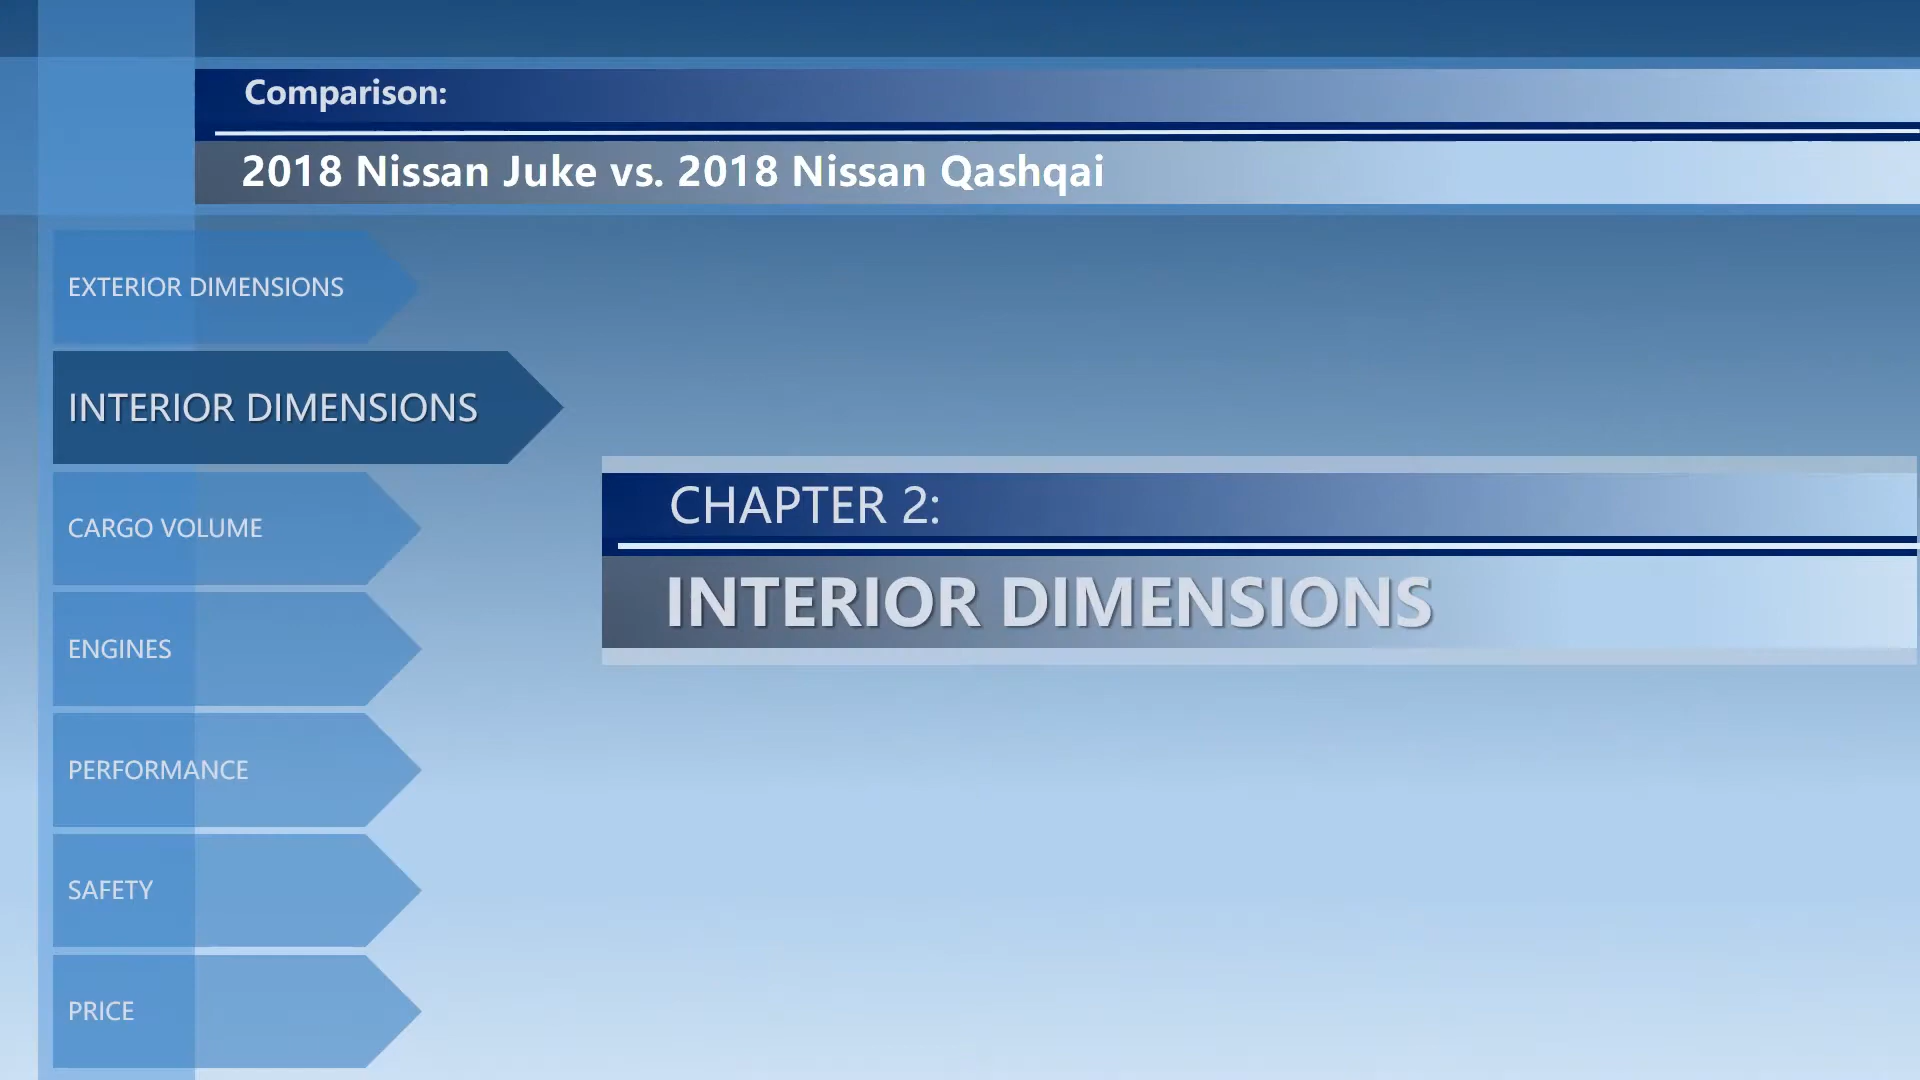 Comparison:
2018 Nissan Juke vs. 2018 Nissan Qashqai
EXTERIOR DIMENSIONS
INTERIOR DIMENSIONS
CARGO VOLUME
ENGINES
PERFORMANCE
SAFETY
PRICE
CHAPTER 2:
INTERIOR DIMENSIONS